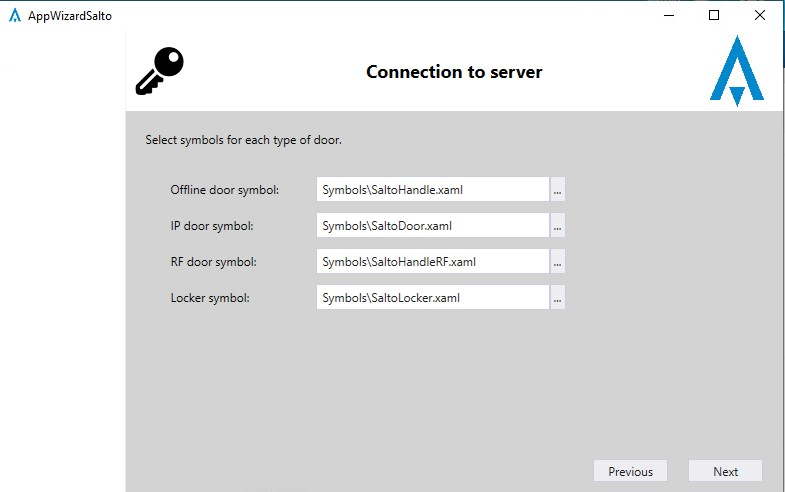 AppWizardSalto
Connection to server
Select symbols for each type of door.
Offline door symbol: Symbols\SaltoHandle.xaml ...
IP door symbol: Symbols\SaltoDoor.xaml ...
RF door symbol: Symbols\SaltoHandleRF.xaml ...
Locker symbol: Symbols\SaltoLocker.xaml ...
Previous Next